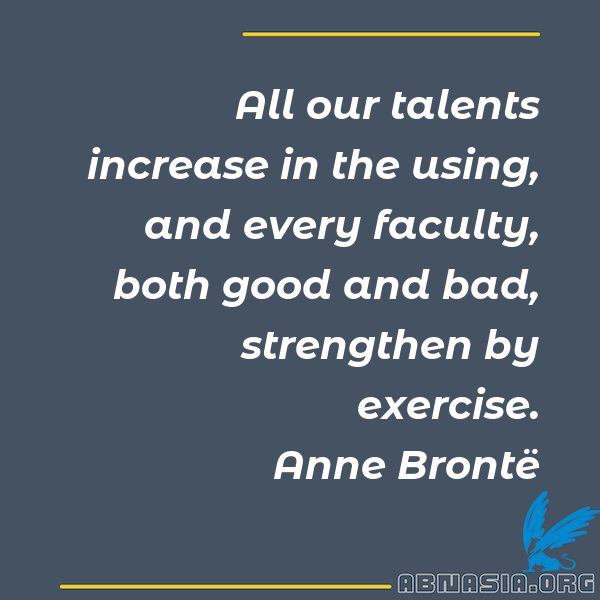 All our talents
increase in the using,
and every faculty,
both good and bad,
strengthen by
exercise.
Anne Brontë
ABNASIA.ORG